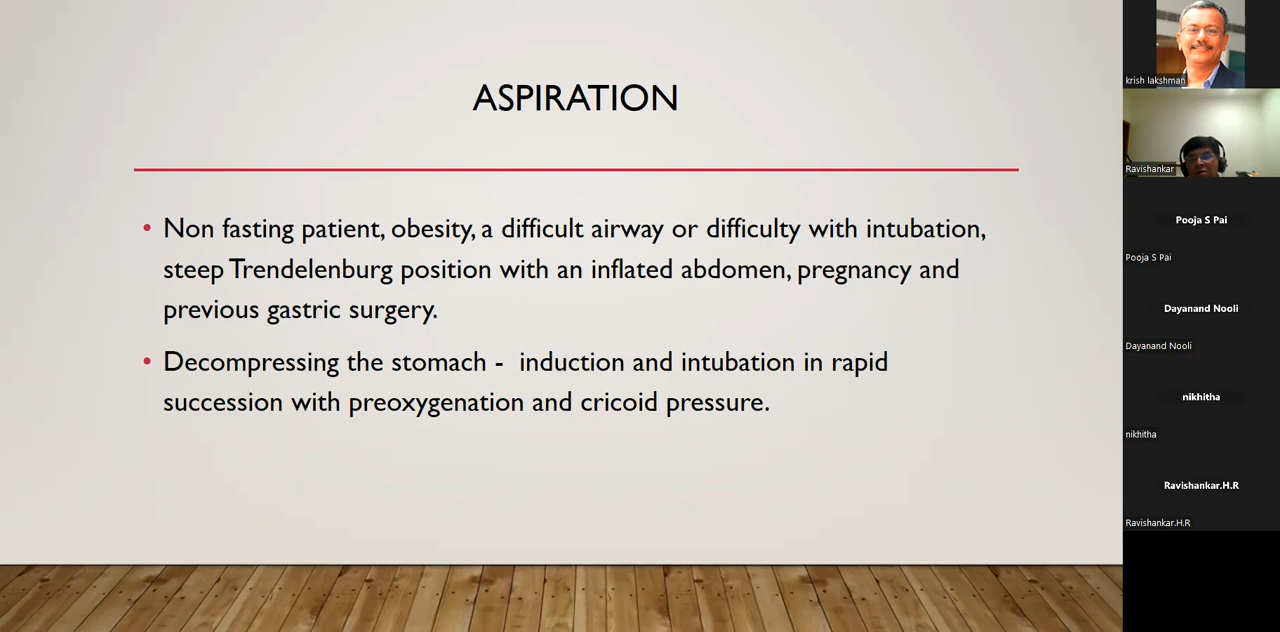 ASPIRATION
• Non fasting patient, obesity, a difficult airway or difficulty with intubation,
steep Trendelenburg position with an inflated abdomen, pregnancy and
previous gastric surgery.
• Decompressing the stomach - induction and intubation in rapid
succession with preoxygenation and cricoid pressure.
krish lakshman
Ravishankar
Pooja S Pai
Pooja S Pai
Dayanand Nooli
Dayanand Nooli
nikhitha
nikhitha
Ravishankar.H.R
Ravishankar.H.R